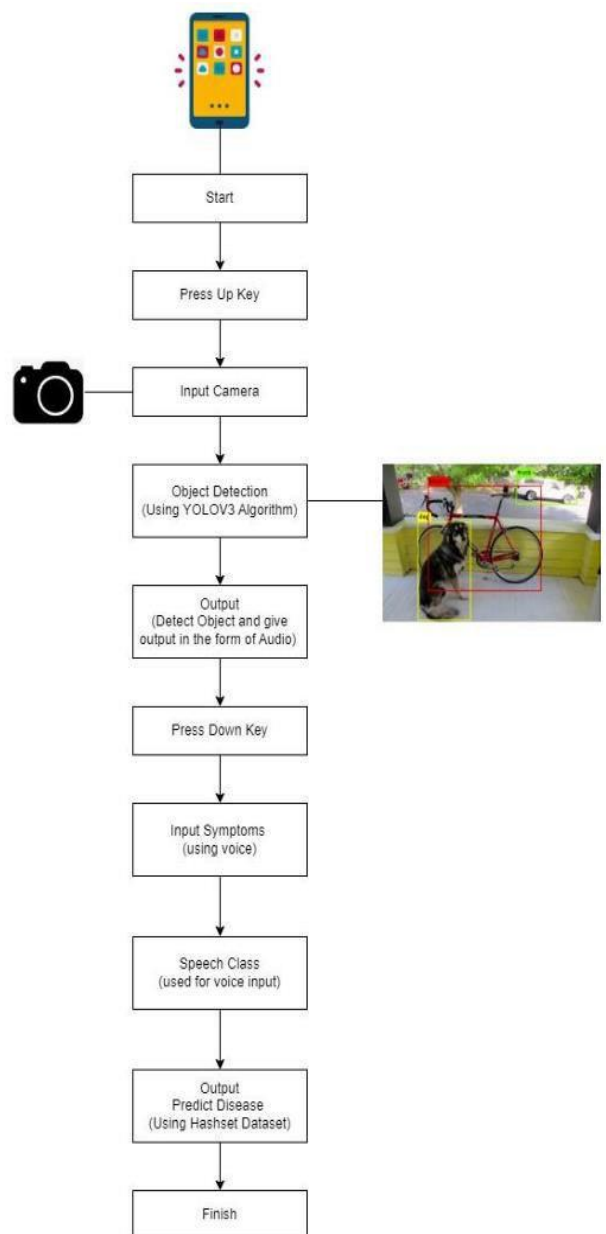 Start
Press Up Key
Input Camera
Object Detection
(Using YOLOV3 Algorithm)
Output
(Detect Object and give
output in the form of Audio)
Press Down Key
Input Symptoms
(using voice)
Speech Class
(used for voice input)
Output
Predict Disease
(Using Hashset Dataset)
Finish